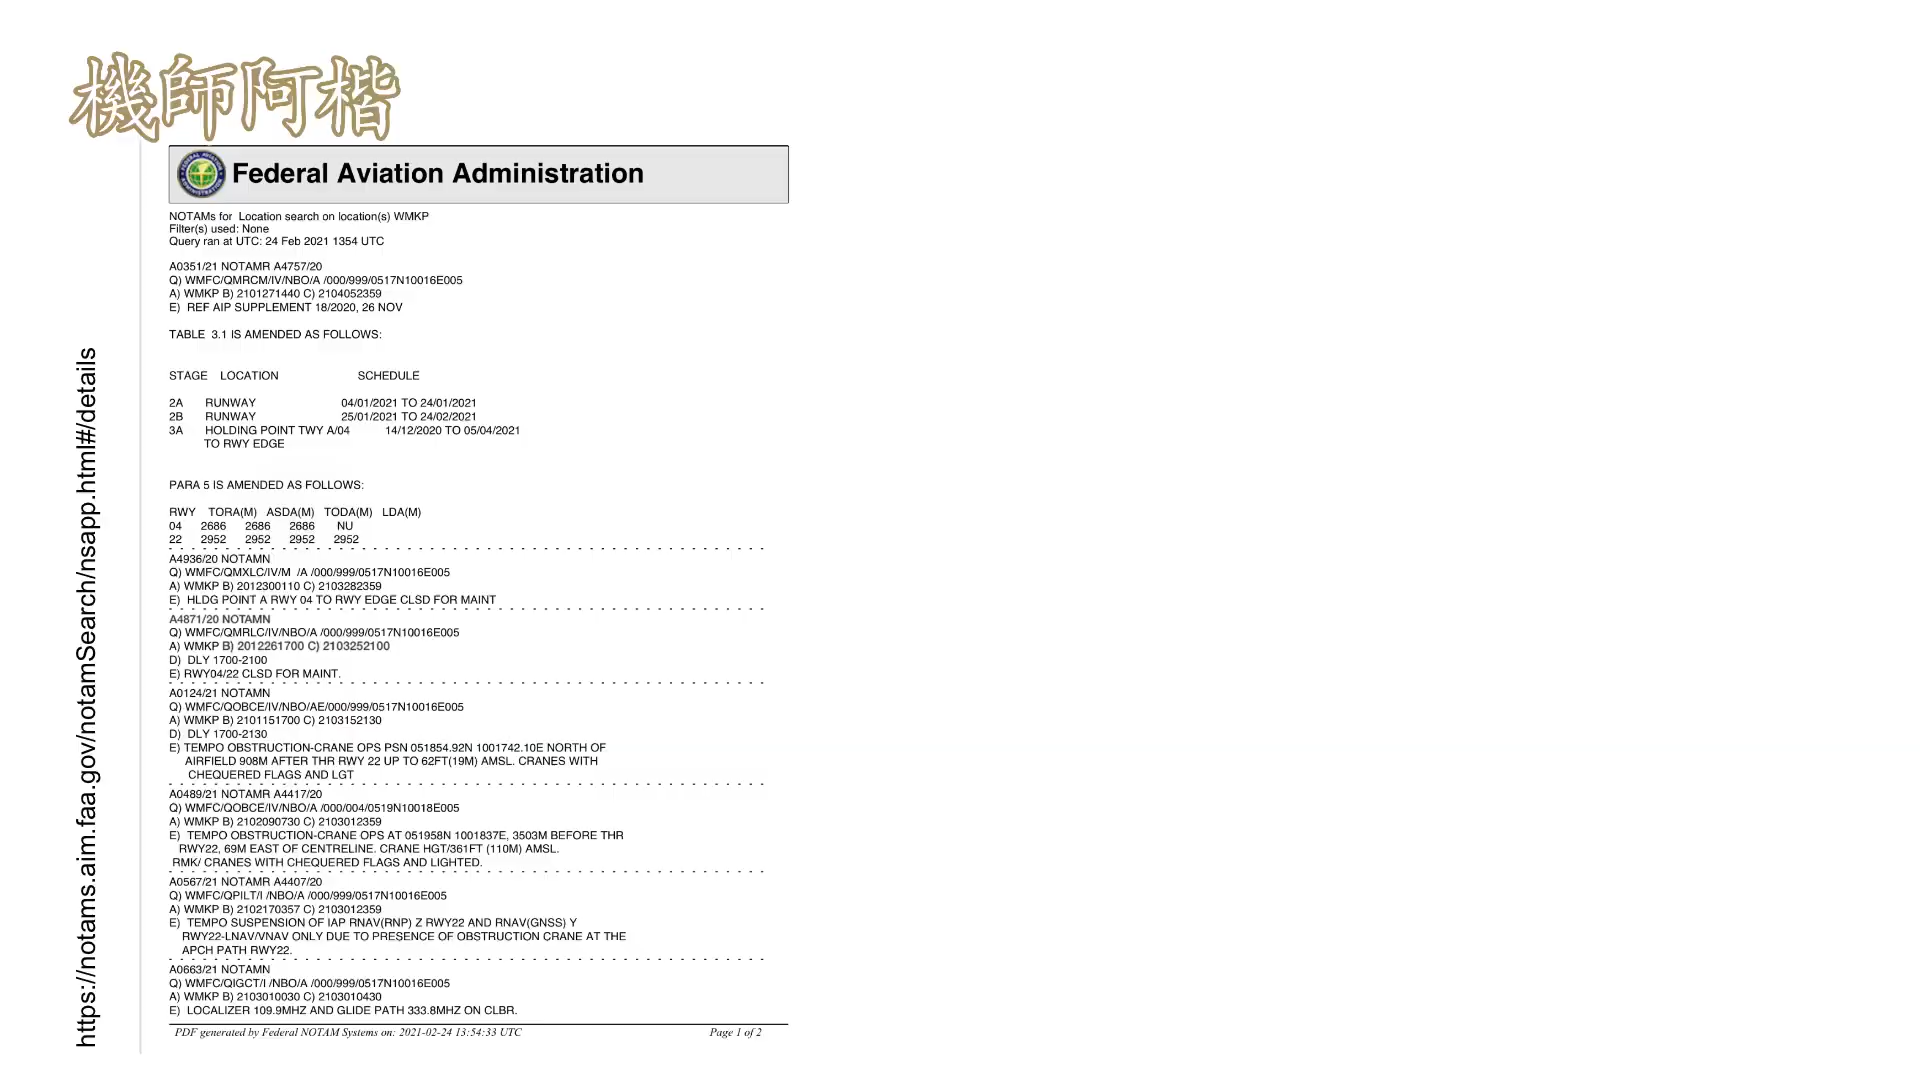 機師阿楷
https://notams.aim.faa.gov/notamSearch/nsapp.html#/details
Federal Aviation Administration
NOTAMs for Location search on location(s) WMKP
Filter(s) used: None
Query ran at UTC: 24 Feb 2021 1354 UTC
A0351/21 NOTAMR A4757/20
Q) WMFC/QMRCM/IV/NBO/A /000/999/0517N10016E005
A) WMKP B) 2101271440 C) 2104052359
E) REF AIP SUPPLEMENT 18/2020, 26 NOV
TABLE 3.1 IS AMENDED AS FOLLOWS:
STAGE LOCATION SCHEDULE
2A RUNWAY 04/01/2021 TO 24/01/2021
2B RUNWAY 25/01/2021 TO 24/02/2021
3A HOLDING POINT TWY A/04 14/12/2020 TO 05/04/2021
TO RWY EDGE
PARA 5 IS AMENDED AS FOLLOWS:
RWY TORA(M) ASDA(M) TODA(M) LDA(M)
04 2686 2686 2686 NU
22 2952 2952 2952 2952
A4936/20 NOTAMN
Q) WMFC/QMXLC/IV/M /A /000/999/0517N10016E005
A) WMKP B) 2012300110 C) 2103282359
E) HLDG POINT A RWY 04 TO RWY EDGE CLSD FOR MAINT
A4871/20 NOTAMN
Q) WMFC/QMRLC/IV/NBO/A /000/999/0517N10016E005
A) WMKP B) 2012261700 C) 2103252100
D) DLY 1700-2100
E) RWY04/22 CLSD FOR MAINT.
A0124/21 NOTAMN
Q) WMFC/QOBCE/IV/NBO/AE/000/999/0517N10016E005
A) WMKP B) 2101151700 C) 2103152130
D) DLY 1700-2130
E) TEMPO OBSTRUCTION-CRANE OPS PSN 051854.92N 1001742.10E NORTH OF
AIRFIELD 908M AFTER THR RWY 22 UP TO 62FT(19M) AMSL. CRANES WITH
CHEQUERED FLAGS AND LGT
A0489/21 NOTAMR A4417/20
Q) WMFC/QOBCE/IV/NBO/A /000/004/0519N10018E005
A) WMKP B) 2102090730 C) 2103012359
E) TEMPO OBSTRUCTION-CRANE OPS AT 051958N 1001837E, 3503M BEFORE THR
RWY22, 69M EAST OF CENTRELINE. CRANE HGT/361FT (110M) AMSL.
RMK/ CRANES WITH CHEQUERED FLAGS AND LIGHTED.
A0567/21 NOTAMR A4407/20
Q) WMFC/QPILT/I /NBO/A /000/999/0517N10016E005
A) WMKP B) 2102170357 C) 2103012359
E) TEMPO SUSPENSION OF IAP RNAV(RNP) Z RWY22 AND RNAV(GNSS) Y
RWY22-LNAV/VNAV ONLY DUE TO PRESENCE OF OBSTRUCTION CRANE AT THE
APCH PATH RWY22.
A0663/21 NOTAMN
Q) WMFC/QIGCT/I /NBO/A /000/999/0517N10016E005
A) WMKP B) 2103010030 C) 2103010430
E) LOCALIZER 109.9MHZ AND GLIDE PATH 333.8MHZ ON CLBR.
PDF generated by Federal NOTAM Systems on: 2021-02-24 13:54:33 UTC Page 1 of 2